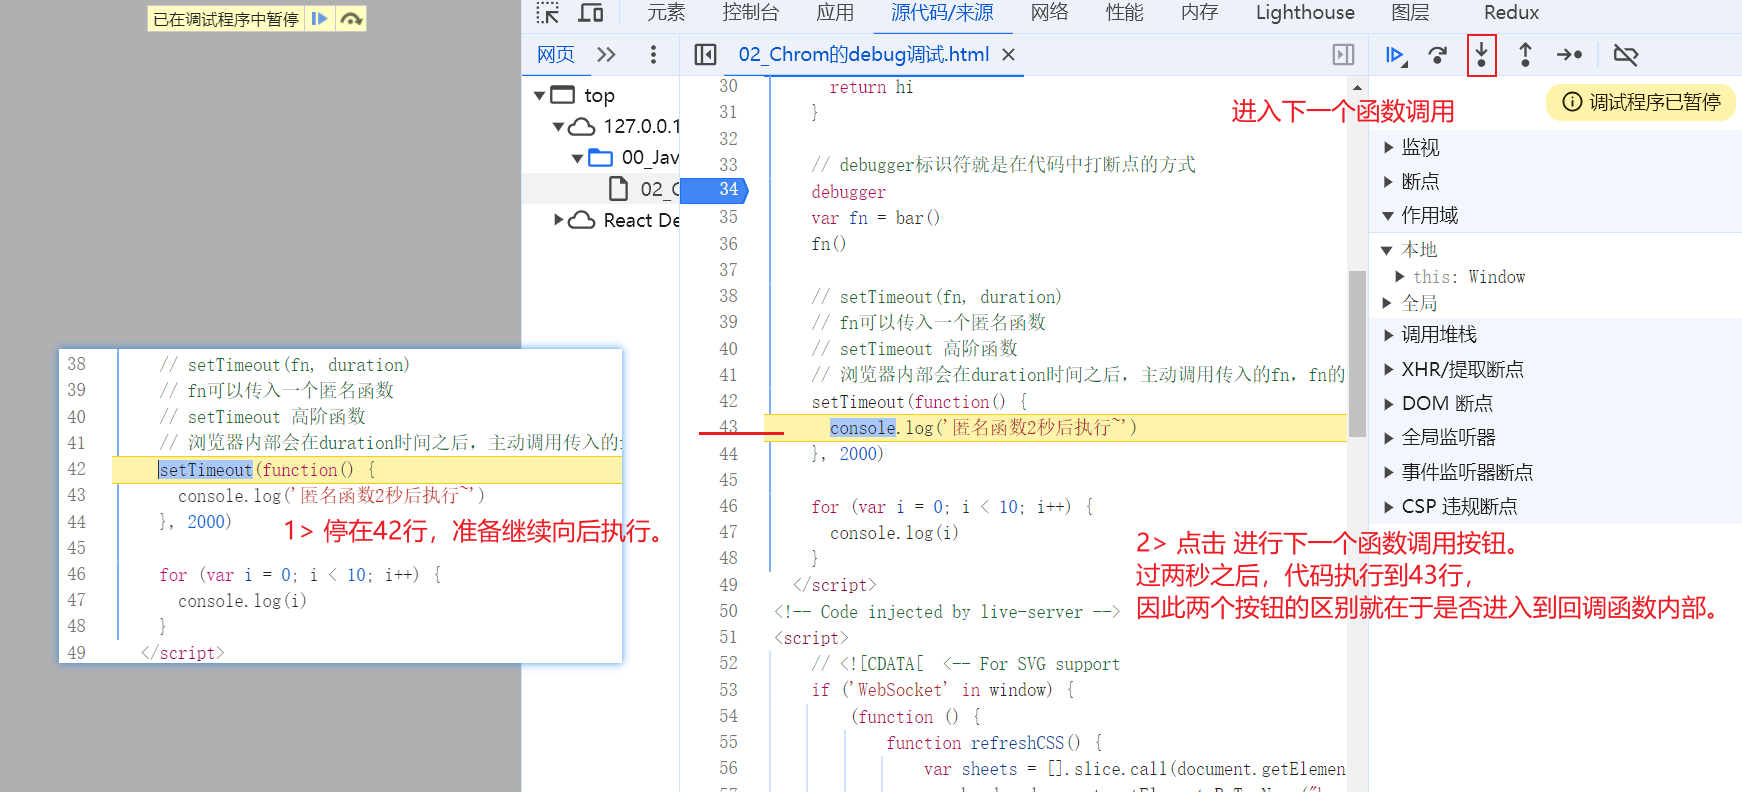 已在调试程序中暂停
元素 控制台 应用 源代码/来源 网络 性能 内存 Lighthouse 图层 Redux
网页
02_Chrom的debug调试.html
调试程序已暂停
进入下一个函数调用
top
127.0.0.1
00_Jav
02_C
React De
30 return hi
31 }
32
33 // debugger标识符就是在代码中打断点的方式
34 debugger
35 var fn = bar()
36 fn()
37
38 // setTimeout(fn, duration)
39 // fn可以传入一个匿名函数
40 // setTimeout 高阶函数
41 // 浏览器内部会在duration时间之后，主动调用传入的fn，fn的
42 setTimeout(function() {
43 console.log('匿名函数2秒后执行~')
44 }, 2000)
45
46 for (var i = 0; i < 10; i++) {
47 console.log(i)
48 }
49 </script>
50 <!-- Code injected by live-server -->
51 <script>
52 // <![CDATA[ <-- For SVG support
53 if ('WebSocket' in window) {
54 (function () {
55 function refreshCSS() {
56 var sheets = [].slice.call(document.getElemen
监视
断点
作用域
本地
this: Window
全局
调用堆栈
XHR/提取断点
DOM 断点
全局监听器
事件监听器断点
CSP 违规断点
38 // setTimeout(fn, duration)
39 // fn可以传入一个匿名函数
40 // setTimeout 高阶函数
41 // 浏览器内部会在duration时间之后，主动调用传入的
42 setTimeout(function() {
43 console.log('匿名函数2秒后执行~')
44 }, 2000)
45
46 for (var i = 0; i < 10; i++) {
47 console.log(i)
48 }
49 </script>
1> 停在42行，准备继续向后执行。
2> 点击 进行下一个函数调用按钮。
过两秒之后，代码执行到43行，
因此两个按钮的区别就在于是否进入到回调函数内部。